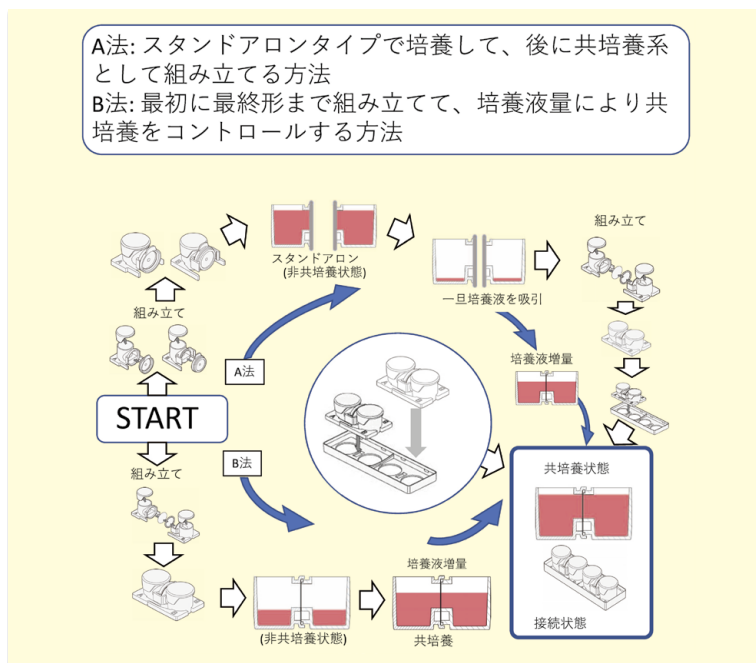 A法: スタンドアロンタイプで培養して、後に共培養系
として組み立てる方法
B法: 最初に最終形まで組み立てて、培養液量により共
培養をコントロールする方法
組み立て
スタンドアロン
(非共培養状態)
一旦培養液を吸引
組み立て
培養液増量
A法
START
B法
組み立て
共培養状態
培養液増量
(非共培養状態)
共培養
接続状態